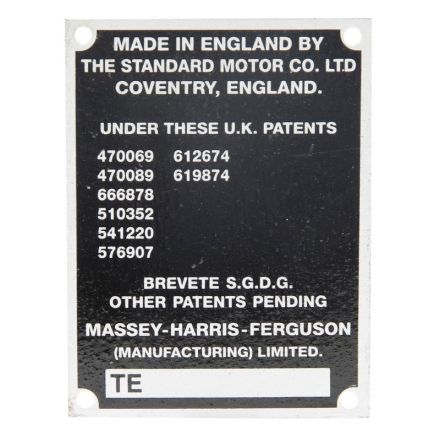 MADE IN ENGLAND BY
THE STANDARD MOTOR CO. LTD
COVENTRY, ENGLAND.
UNDER THESE U.K. PATENTS
470069 612674
470089 619874
666878
510352
541220
576907
BREVETE S.G.D.G.
OTHER PATENTS PENDING
MASSEY-HARRIS-FERGUSON
(MANUFACTURING) LIMITED.
TE